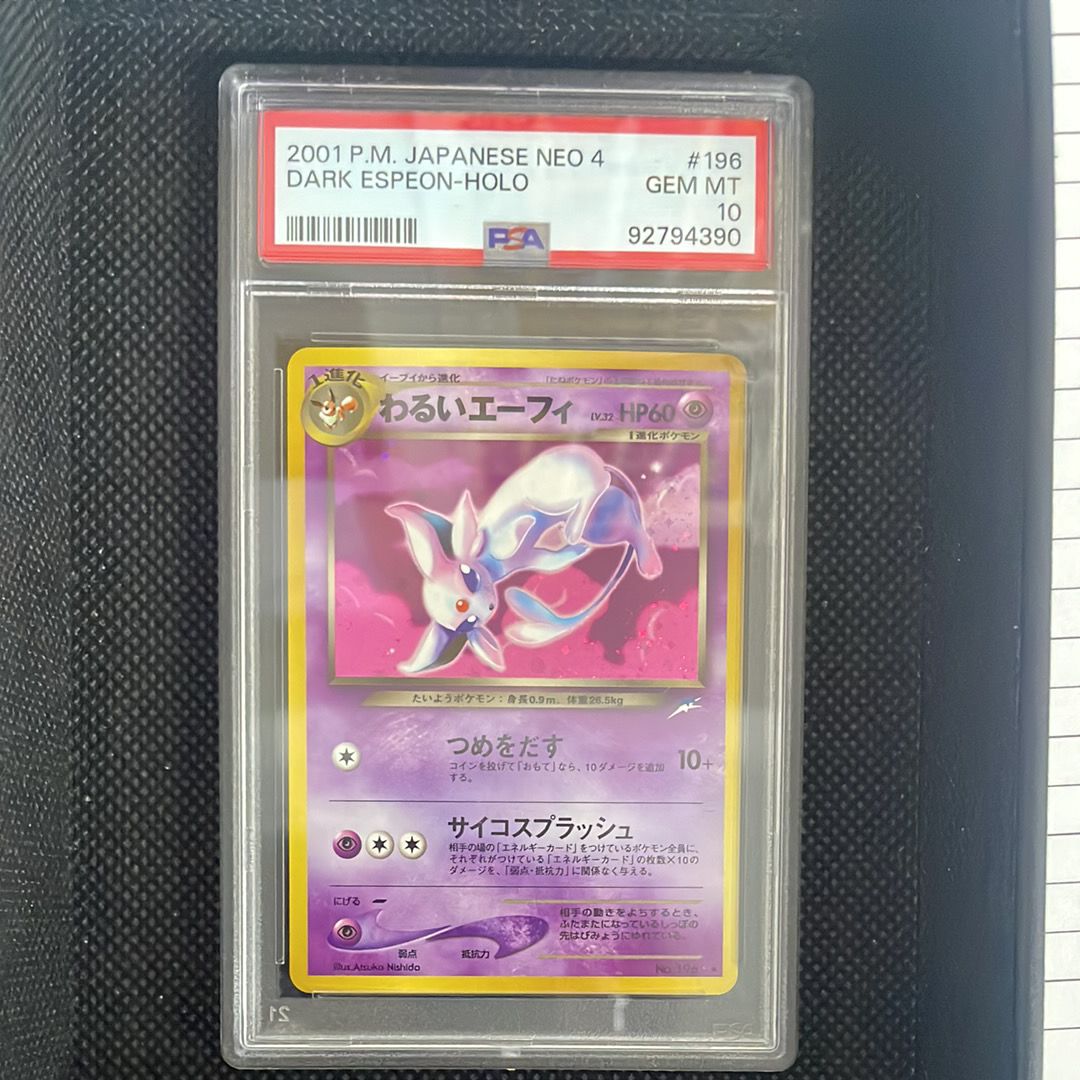 2001 P.M. JAPANESE NEO 4 #196
DARK ESPEON-HOLO GEM MT
10
PSA 92794390
1進化
イーブイから進化
わるいエーフィ LV.32 HP60
1進化ポケモン
たいようポケモン：身長0.9m、体重26.5kg
つめをだす 10+
コインを投げて「おもて」なら、10ダメージを追加
する。
サイコスプラッシュ
相手の場の「エネルギーカード」をつけているポケモン全員に、
それぞれがつけている「エネルギーカード」の枚数×10の
ダメージを、「弱点・抵抗力」に関係なく与える。
にげる
弱点 抵抗力
相手の動きをよちするとき、
ふたまたになっているしっぽの
先はびみょうにゆれている。
Illus. Atsuko Nishida
No. 196